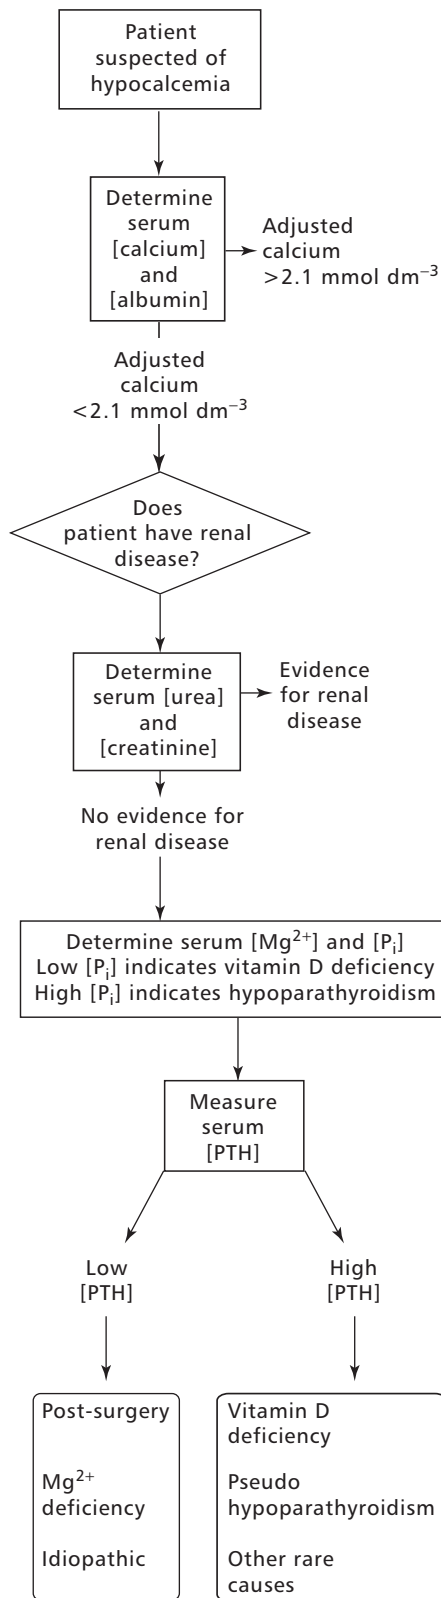 Patient
suspected of
hypocalcemia
Determine
serum
[calcium]
and
[albumin]
Adjusted
calcium
>2.1 mmol dm⁻³
Adjusted
calcium
<2.1 mmol dm⁻³
Does
patient have renal
disease?
Determine
serum [urea]
and
[creatinine]
Evidence
for renal
disease
No evidence for
renal disease
Determine serum [Mg²⁺] and [Pᵢ]
Low [Pᵢ] indicates vitamin D deficiency
High [Pᵢ] indicates hypoparathyroidism
Measure
serum
[PTH]
Low
[PTH]
High
[PTH]
Post-surgery
Mg²⁺
deficiency
Idiopathic
Vitamin D
deficiency
Pseudo
hypoparathyroidism
Other rare
causes